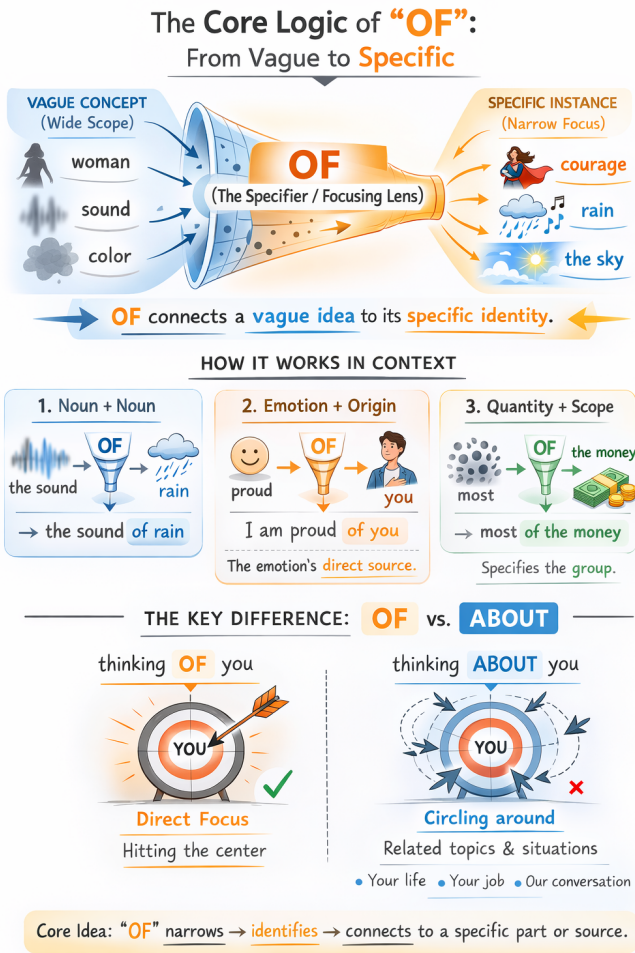 The Core Logic of “OF”:
From Vague to Specific
VAGUE CONCEPT
(Wide Scope)
woman
sound
color
OF
(The Specifier / Focusing Lens)
SPECIFIC INSTANCE
(Narrow Focus)
courage
rain
the sky
OF connects a vague idea to its specific identity.
HOW IT WORKS IN CONTEXT
1. Noun + Noun
OF
the sound
rain
→ the sound of rain
2. Emotion + Origin
OF
proud
you
I am proud of you
The emotion's direct source.
3. Quantity + Scope
OF
the money
most
→ most of the money
Specifies the group.
THE KEY DIFFERENCE: OF vs. ABOUT
thinking OF you
YOU
Direct Focus
Hitting the center
thinking ABOUT you
YOU
Circling around
Related topics & situations
• Your life • Your job • Our conversation
Core Idea: “OF” narrows → identifies → connects to a specific part or source.